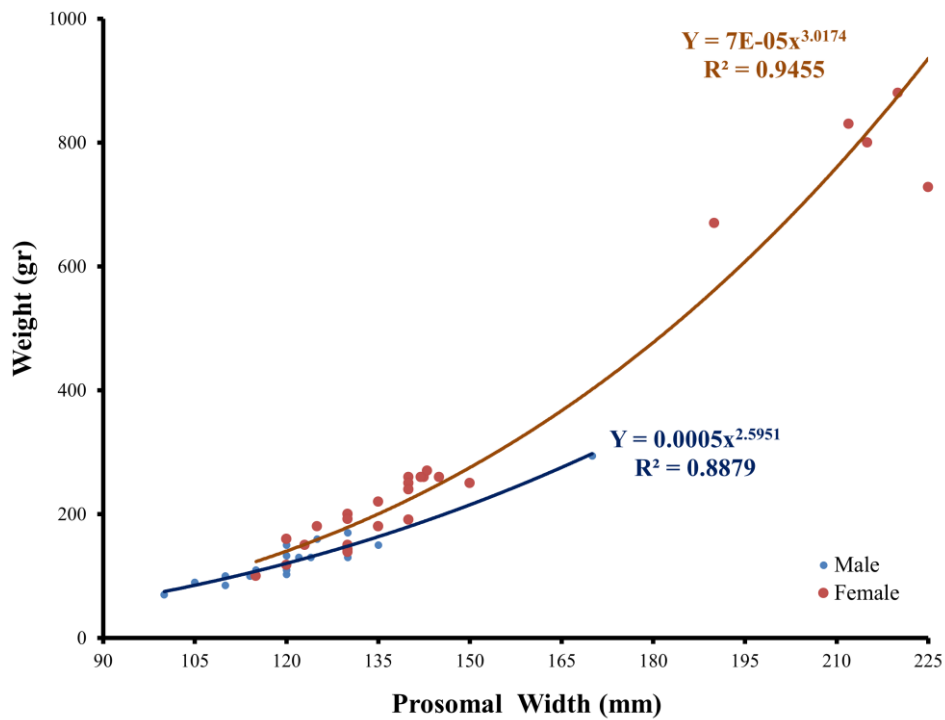 1000
800
600
400
200
0
Weight (gr)
Y = 7E-05x^3.0174
R² = 0.9455
Y = 0.0005x^2.5951
R² = 0.8879
Male
Female
90 105 120 135 150 165 180 195 210 225
Prosomal Width (mm)